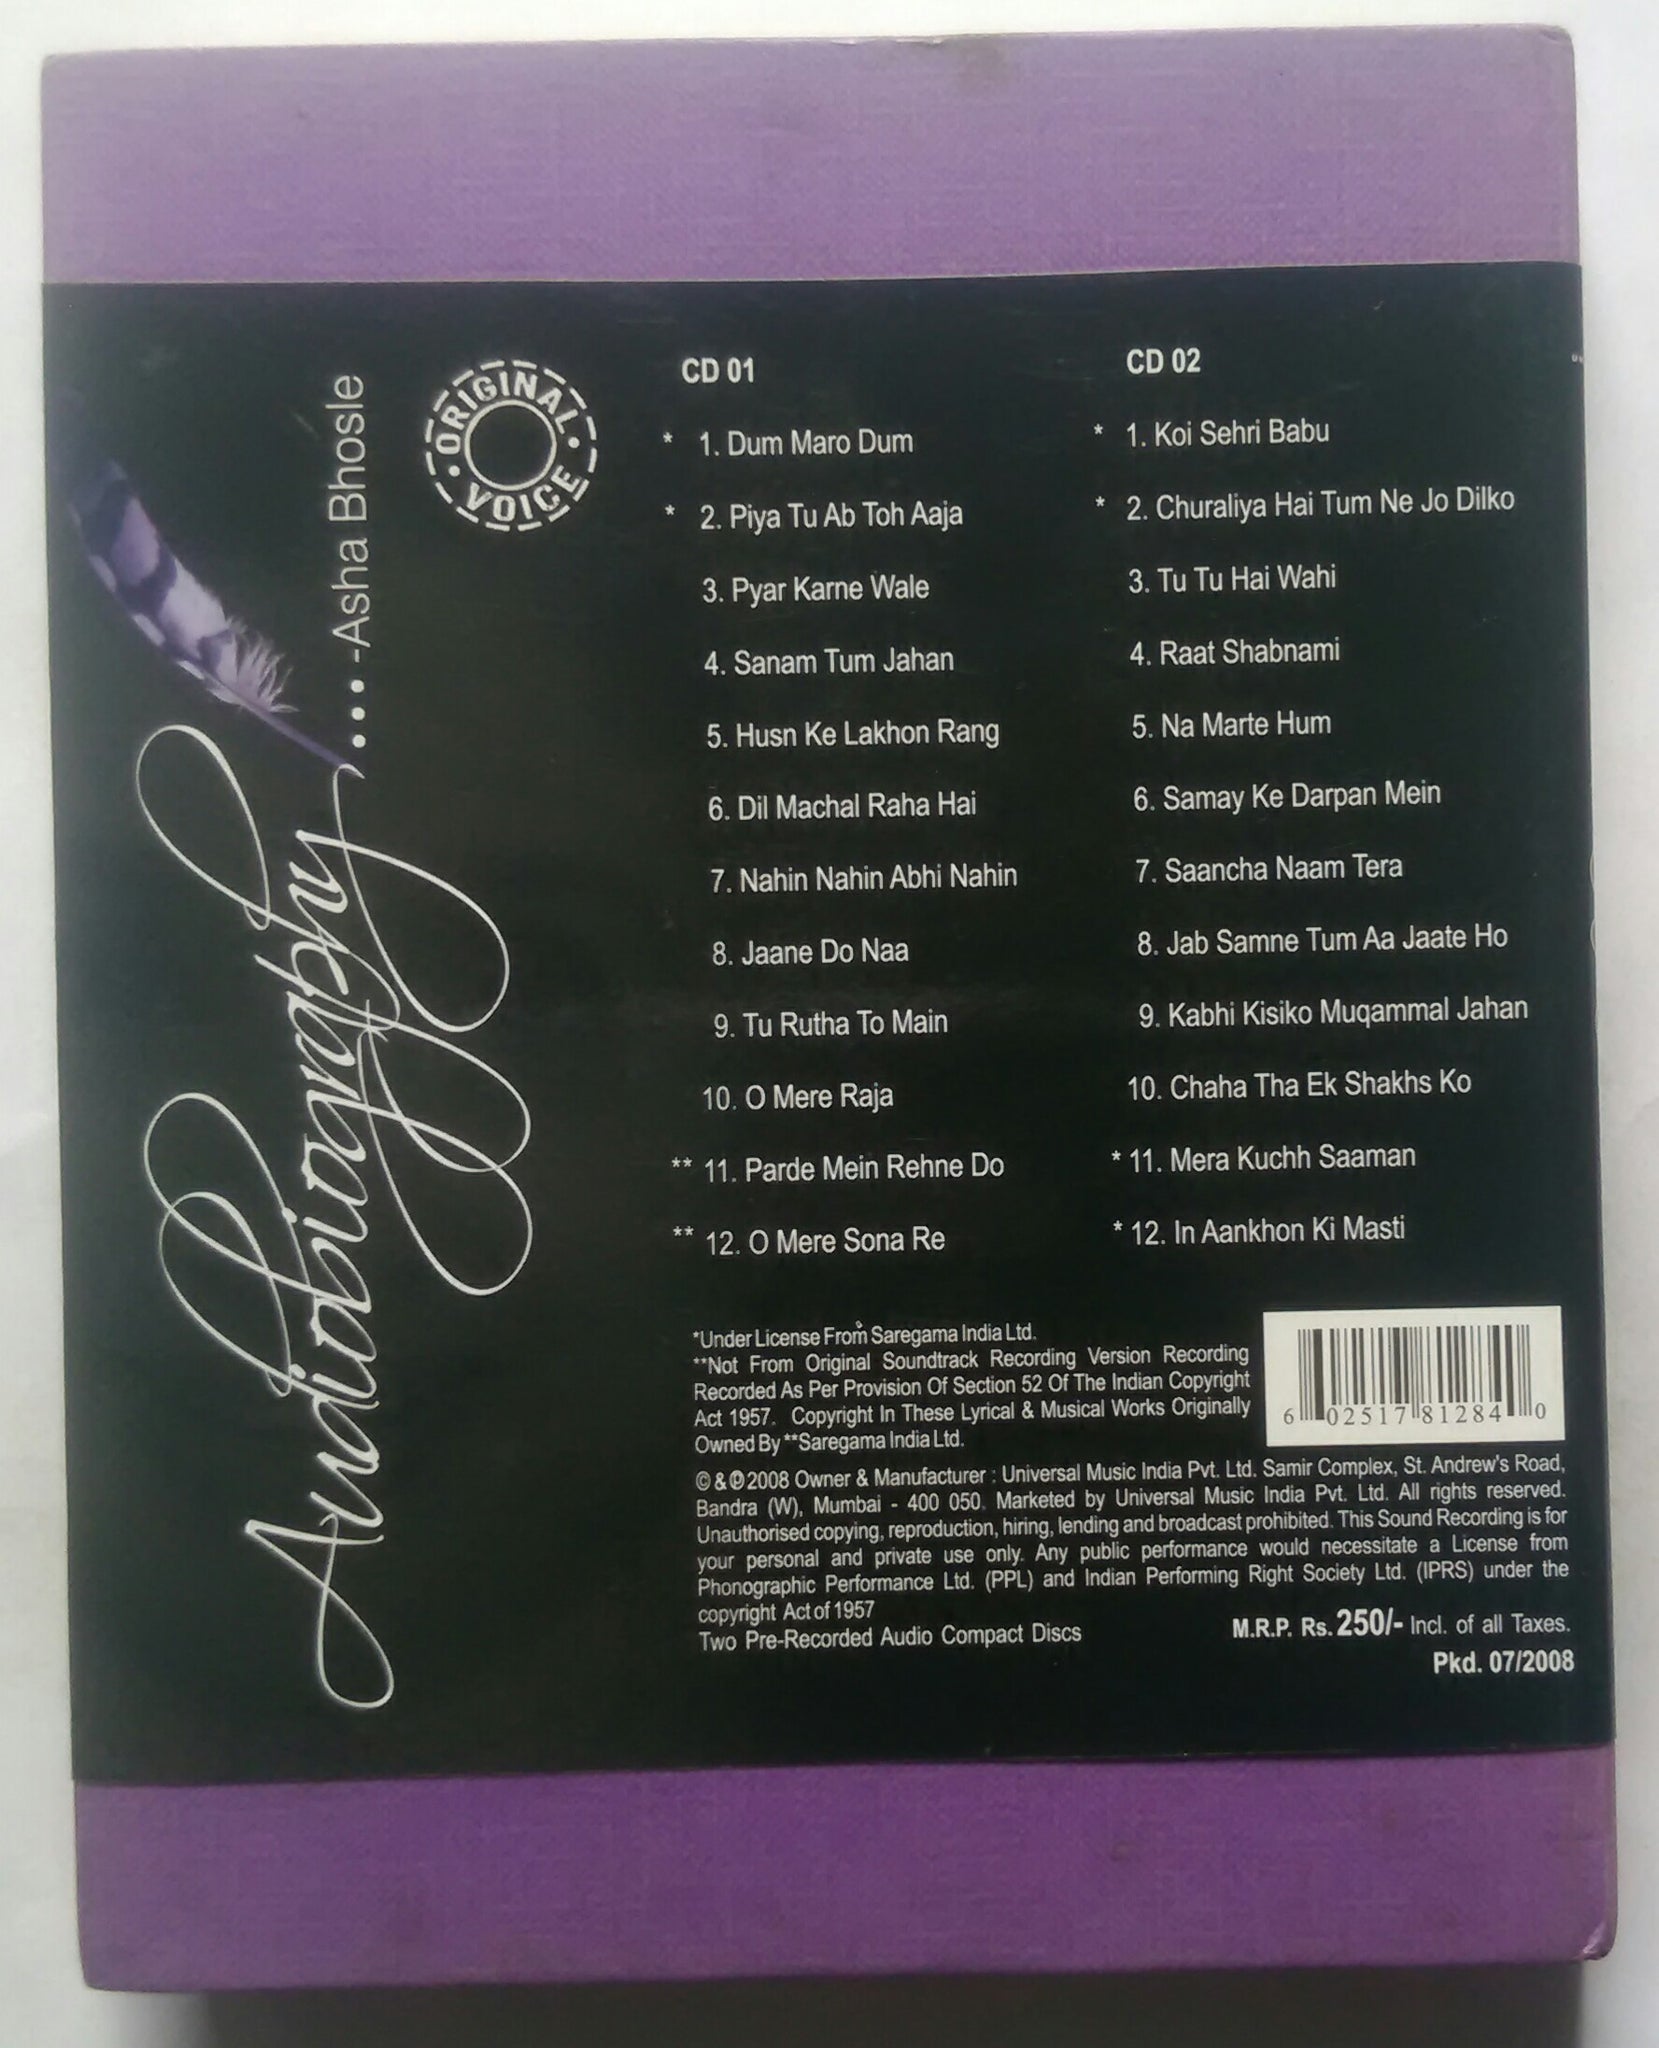 Audiobiography
.... -Asha Bhosle
ORIGINAL
VOICE
CD 01
* 1. Dum Maro Dum
* 2. Piya Tu Ab Toh Aaja
3. Pyar Karne Wale
4. Sanam Tum Jahan
5. Husn Ke Lakhon Rang
6. Dil Machal Raha Hai
7. Nahin Nahin Abhi Nahin
8. Jaane Do Naa
9. Tu Rutha To Main
10. O Mere Raja
** 11. Parde Mein Rehne Do
** 12. O Mere Sona Re
CD 02
* 1. Koi Sehri Babu
* 2. Churaliya Hai Tum Ne Jo Dilko
3. Tu Tu Hai Wahi
4. Raat Shabnami
5. Na Marte Hum
6. Samay Ke Darpan Mein
7. Saancha Naam Tera
8. Jab Samne Tum Aa Jaate Ho
9. Kabhi Kisiko Muqammal Jahan
10. Chaha Tha Ek Shakhs Ko
* 11. Mera Kuchh Saaman
* 12. In Aankhon Ki Masti
*Under License From Saregama India Ltd.
**Not From Original Soundtrack Recording Version Recording
Recorded As Per Provision Of Section 52 Of The Indian Copyright
Act 1957. Copyright In These Lyrical & Musical Works Originally
Owned By **Saregama India Ltd.
6 02517 81284 0
© & ℗ 2008 Owner & Manufacturer : Universal Music India Pvt. Ltd. Samir Complex, St. Andrew's Road,
Bandra (W), Mumbai - 400 050. Marketed by Universal Music India Pvt. Ltd. All rights reserved.
Unauthorised copying, reproduction, hiring, lending and broadcast prohibited. This Sound Recording is for
your personal and private use only. Any public performance would necessitate a License from
Phonographic Performance Ltd. (PPL) and Indian Performing Right Society Ltd. (IPRS) under the
copyright Act of 1957
Two Pre-Recorded Audio Compact Discs
M.R.P. Rs. 250/- Incl. of all Taxes.
Pkd. 07/2008